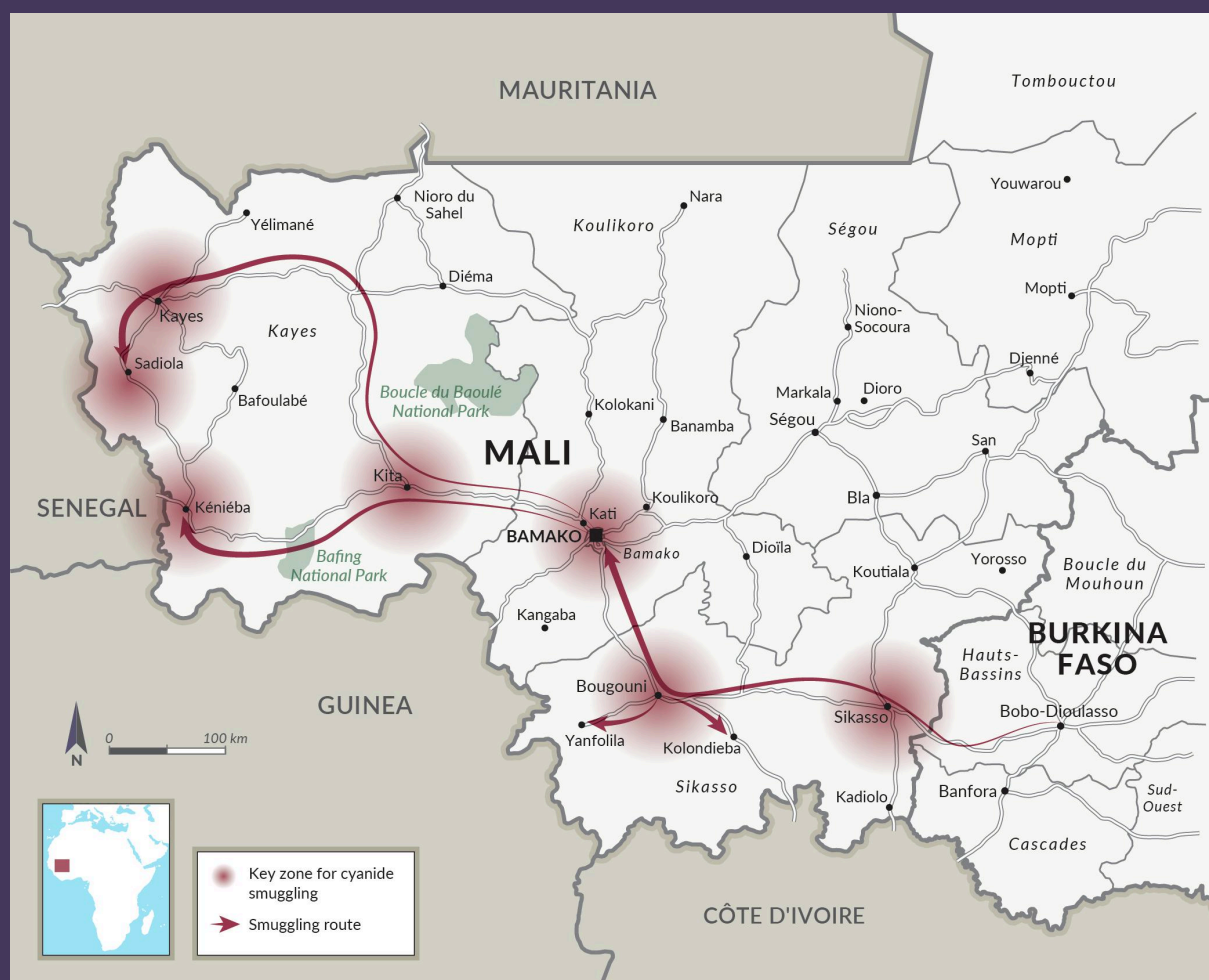 MAURITANIA
Tombouctou
Youwarou
Nara
Nioro du
Sahel
Yélimané
Koulikoro
Ségou
Mopti
Diéma
Mopti
Kayes
Niono-
Socoura
Kayes
Sadiola
Djenné
Bafoulabé
Boucle du Baoulé
National Park
Markala
Dioro
Kolokani
Ségou
Banamba
San
MALI
Kita
Koulikoro
Bla
SENEGAL
Kéniéba
Kati
BAMAKO
Bamako
Dioïla
Bafing
National Park
Yorosso
Koutiala
Boucle du
Mouhoun
Kangaba
BURKINA
FASO
Hauts-
Bassins
Bougouni
GUINEA
Sikasso
Bobo-Dioulasso
Yanfolila
Kolondieba
N
0
100 km
Sikasso
Kadiolo
Banfora
Sud-
Ouest
Cascades
Key zone for cyanide
smuggling
Smuggling route
CÔTE D'IVOIRE